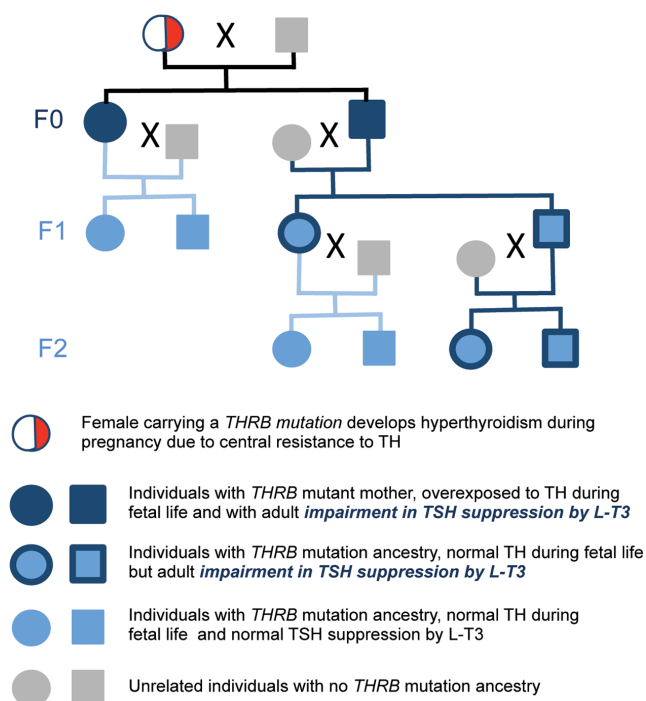 X
F0
X
X
F1
X
X
F2
Female carrying a THRB mutation develops hyperthyroidism during
pregnancy due to central resistance to TH
Individuals with THRB mutant mother, overexposed to TH during
fetal life and with adult impairment in TSH suppression by L-T3
Individuals with THRB mutation ancestry, normal TH during fetal life
but adult impairment in TSH suppression by L-T3
Individuals with THRB mutation ancestry, normal TH during
fetal life and normal TSH suppression by L-T3
Unrelated individuals with no THRB mutation ancestry